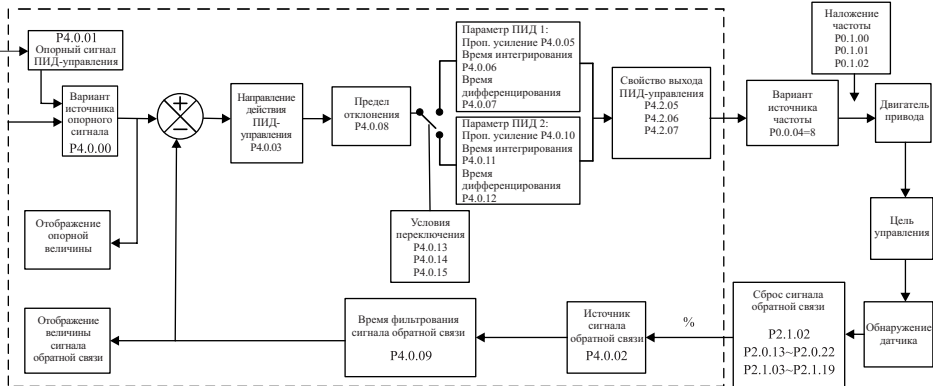 P4.0.01
Опорный сигнал
ПИД-управления
Вариант
источника
опорного
сигнала
P4.0.00
Направление
действия
ПИД-
управления
P4.0.03
Предел
отклонения
P4.0.08
Параметр ПИД 1:
Проп. усиление P4.0.05
Время интегрирования
P4.0.06
Время
дифференцирования
P4.0.07
Параметр ПИД 2:
Проп. усиление P4.0.10
Время интегрирования
P4.0.11
Время
дифференцирования
P4.0.12
Свойство выхода
ПИД-управления
P4.2.05
P4.2.06
P4.2.07
Наложение
частоты
P0.1.00
P0.1.01
P0.1.02
Вариант
источника
частоты
P0.0.04=8
Двигатель
привода
Отображение
опорной
величины
Условия
переключения
P4.0.13
P4.0.14
P4.0.15
Цель
управления
Отображение
велечины
сигнала
обратной связи
Время фильтрования
сигнала обратной связи
P4.0.09
Источник
сигнала
обратной связи
P4.0.02
%
Сброс сигнала
обратной связи
P2.1.02
P2.0.13~P2.0.22
P2.1.03~P2.1.19
Обнаружение
датчика